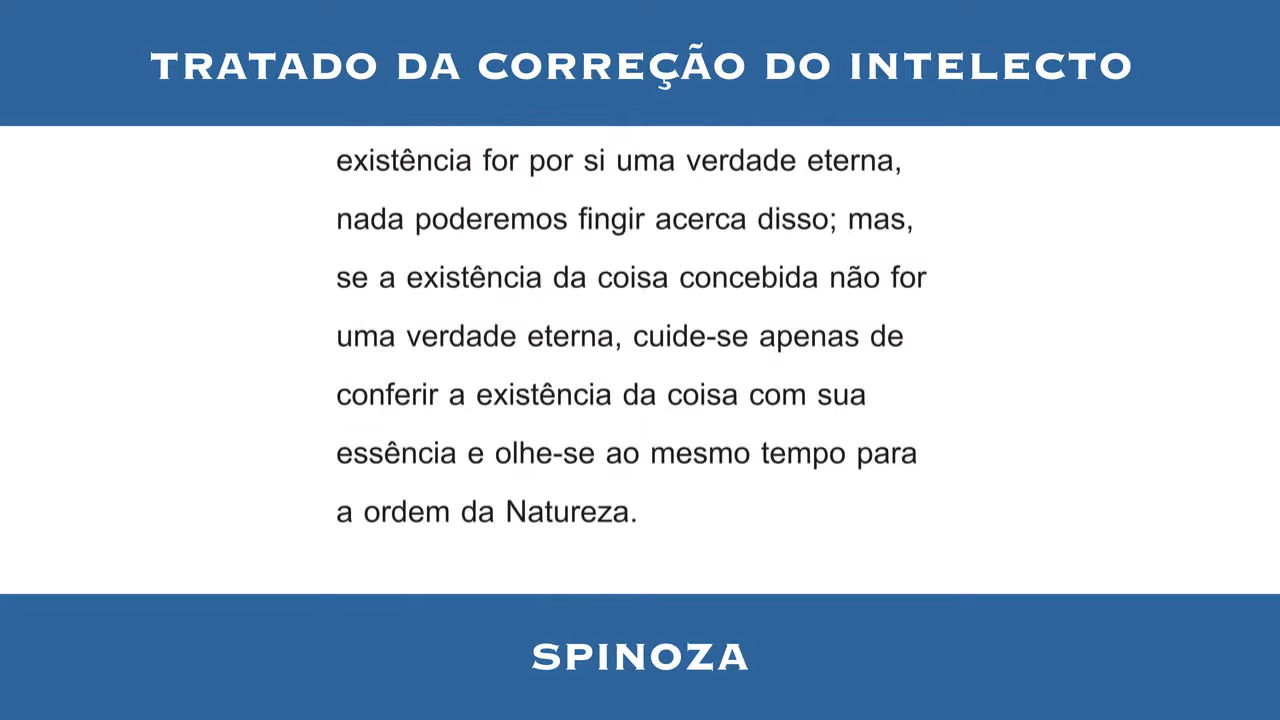 TRATADO DA CORREÇÃO DO INTELECTO
existência for por si uma verdade eterna,
nada poderemos fingir acerca disso; mas,
se a existência da coisa concebida não for
uma verdade eterna, cuide-se apenas de
conferir a existência da coisa com sua
essência e olhe-se ao mesmo tempo para
a ordem da Natureza.
SPINOZA